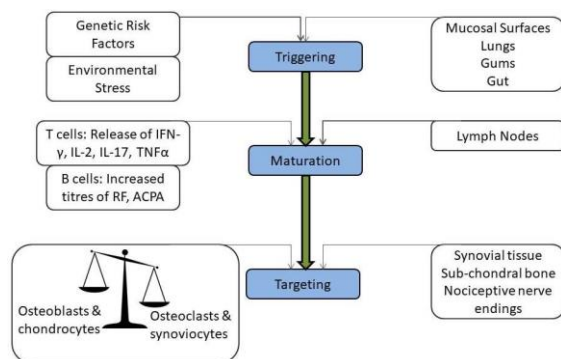 Genetic Risk
Factors
Environmental
Stress
Triggering
Mucosal Surfaces
Lungs
Gums
Gut
T cells: Release of IFN-
γ, IL-2, IL-17, TNFα
B cells: Increased
titres of RF, ACPA
Maturation
Lymph Nodes
Osteoblasts &
chondrocytes
Osteoclasts &
synoviocytes
Targeting
Synovial tissue
Sub-chondral bone
Nociceptive nerve
endings